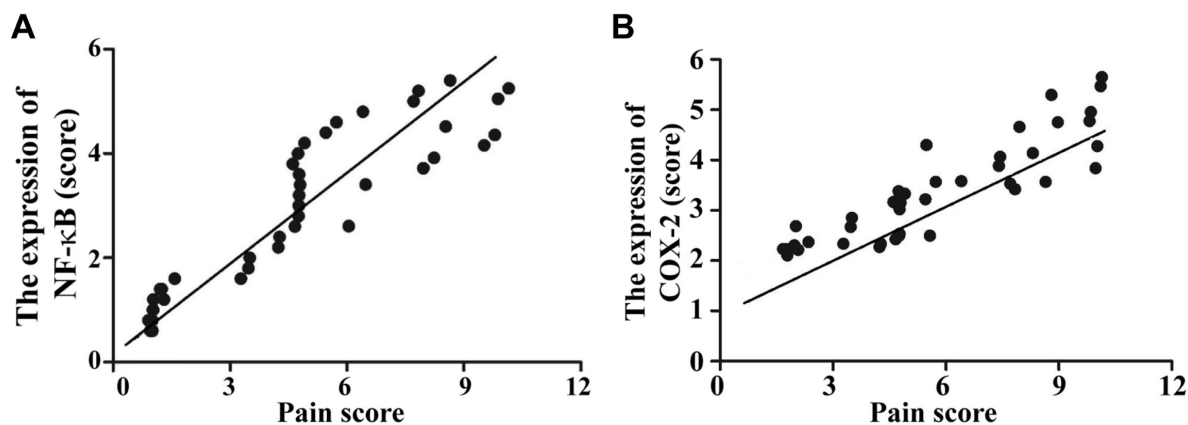 A
The expression of
NF-κB (score)
6
4
2
0
0 3 6 9 12
Pain score
B
The expression of
COX-2 (score)
6
5
4
3
2
1
0
0 3 6 9 12
Pain score